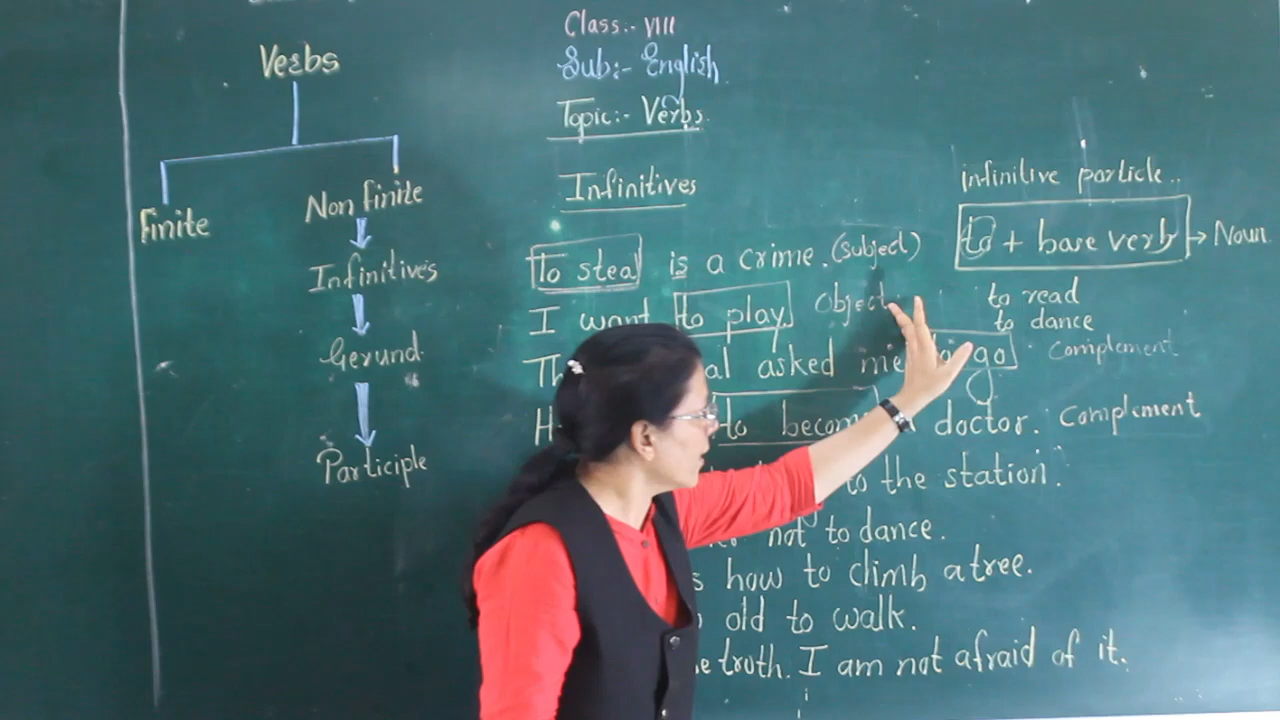 Class:- VIII
Sub:- English
Topic:- Verbs.
Verbs
Finite
Non finite
Infinitives
Gerund
Participle
Infinitives
To steal is a crime. (subject)
I want to play. Object
asked me go Complement
to become doctor. Complement
to the station.
not to dance.
how to climb a tree.
old to walk.
truth. I am not afraid of it.
infinitive particle..
to + base verb → Noun
to read
to dance